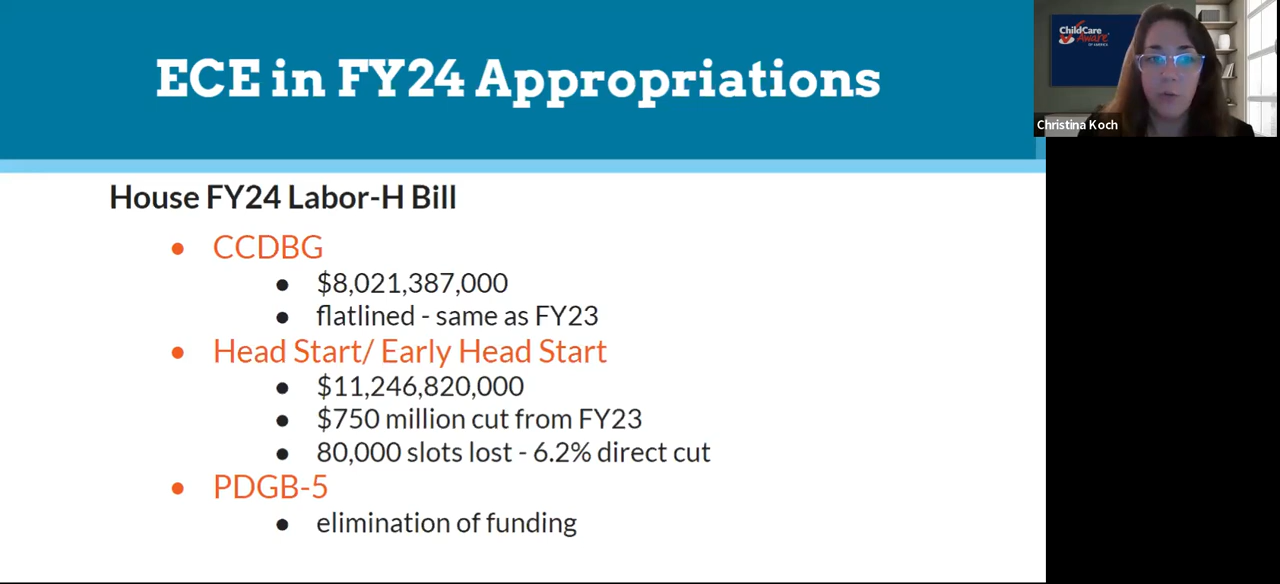 ECE in FY24 Appropriations
ChildCare
Aware
OF AMERICA
Christina Koch
House FY24 Labor-H Bill
• CCDBG
• $8,021,387,000
• flatlined - same as FY23
• Head Start/ Early Head Start
• $11,246,820,000
• $750 million cut from FY23
• 80,000 slots lost - 6.2% direct cut
• PDGB-5
• elimination of funding